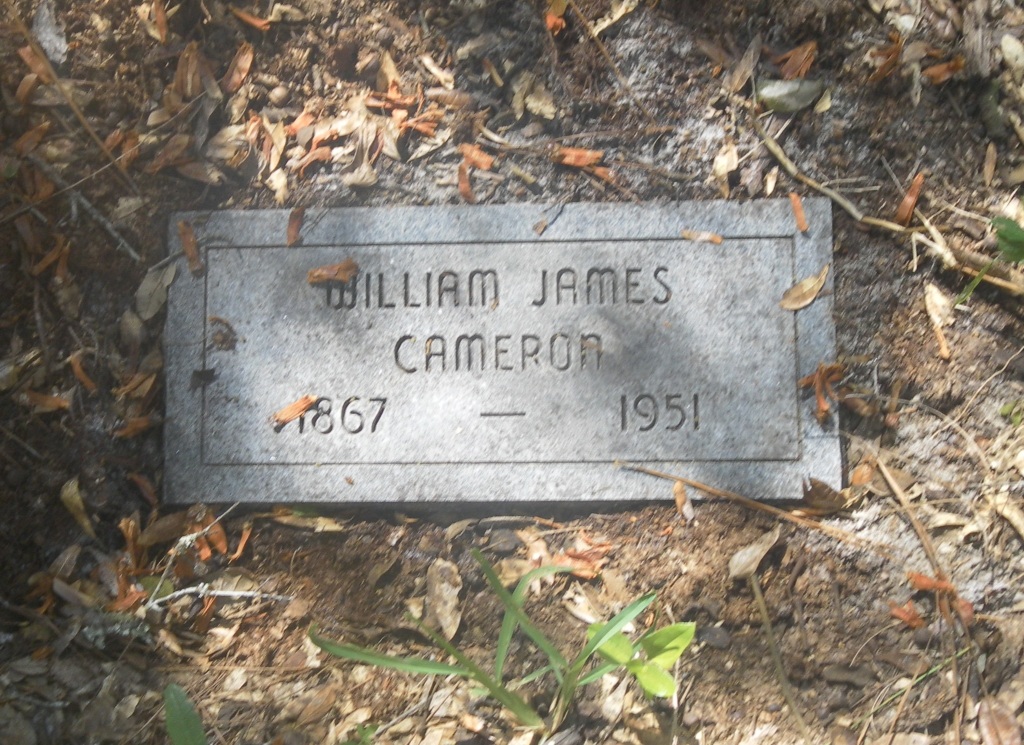 WILLIAM JAMES
CAMERON
1867 — 1951